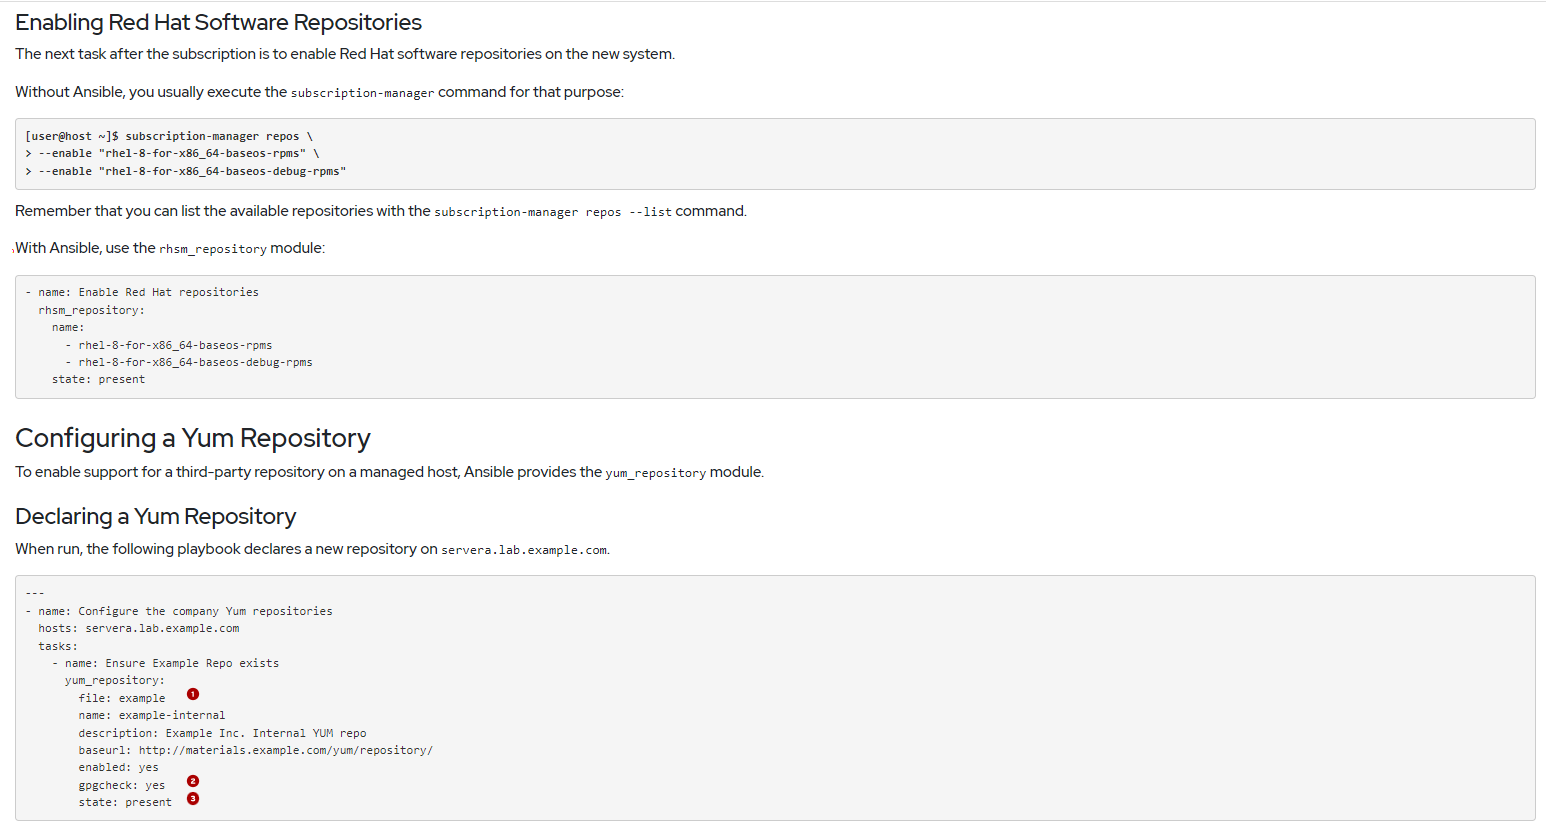 Enabling Red Hat Software Repositories
The next task after the subscription is to enable Red Hat software repositories on the new system.
Without Ansible, you usually execute the subscription-manager command for that purpose:
[user@host ~]$ subscription-manager repos \
> --enable "rhel-8-for-x86_64-baseos-rpms" \
> --enable "rhel-8-for-x86_64-baseos-debug-rpms"
Remember that you can list the available repositories with the subscription-manager repos --list command.
With Ansible, use the rhsm_repository module:
- name: Enable Red Hat repositories
  rhsm_repository:
    name:
      - rhel-8-for-x86_64-baseos-rpms
      - rhel-8-for-x86_64-baseos-debug-rpms
    state: present
Configuring a Yum Repository
To enable support for a third-party repository on a managed host, Ansible provides the yum_repository module.
Declaring a Yum Repository
When run, the following playbook declares a new repository on servera.lab.example.com.
---
- name: Configure the company Yum repositories
  hosts: servera.lab.example.com
  tasks:
    - name: Ensure Example Repo exists
      yum_repository:
        file: example 1
        name: example-internal
        description: Example Inc. Internal YUM repo
        baseurl: http://materials.example.com/yum/repository/
        enabled: yes
        gpgcheck: yes 2
        state: present 3